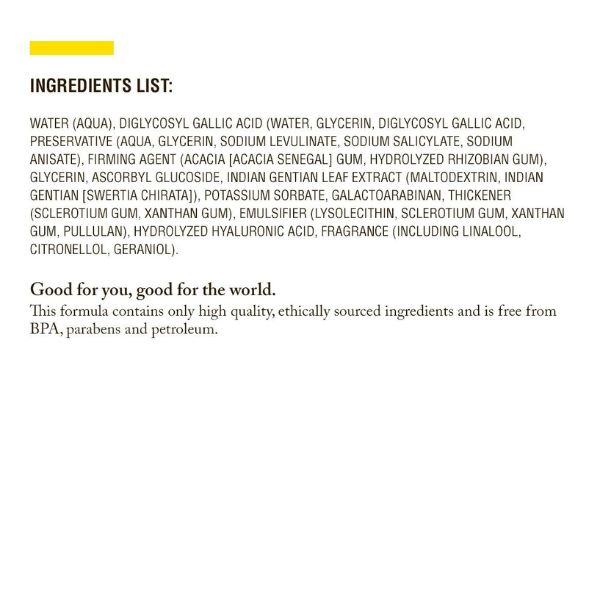 INGREDIENTS LIST:
WATER (AQUA), DIGLYCOSYL GALLIC ACID (WATER, GLYCERIN, DIGLYCOSYL GALLIC ACID,
PRESERVATIVE (AQUA, GLYCERIN, SODIUM LEVULINATE, SODIUM SALICYLATE, SODIUM
ANISATE), FIRMING AGENT (ACACIA [ACACIA SENEGAL] GUM, HYDROLYZED RHIZOBIAN GUM),
GLYCERIN, ASCORBYL GLUCOSIDE, INDIAN GENTIAN LEAF EXTRACT (MALTODEXTRIN, INDIAN
GENTIAN [SWERTIA CHIRATA]), POTASSIUM SORBATE, GALACTOARABINAN, THICKENER
(SCLEROTIUM GUM, XANTHAN GUM), EMULSIFIER (LYSOLECITHIN, SCLEROTIUM GUM, XANTHAN
GUM, PULLULAN), HYDROLYZED HYALURONIC ACID, FRAGRANCE (INCLUDING LINALOOL,
CITRONELLOL, GERANIOL).
Good for you, good for the world.
This formula contains only high quality, ethically sourced ingredients and is free from
BPA, parabens and petroleum.